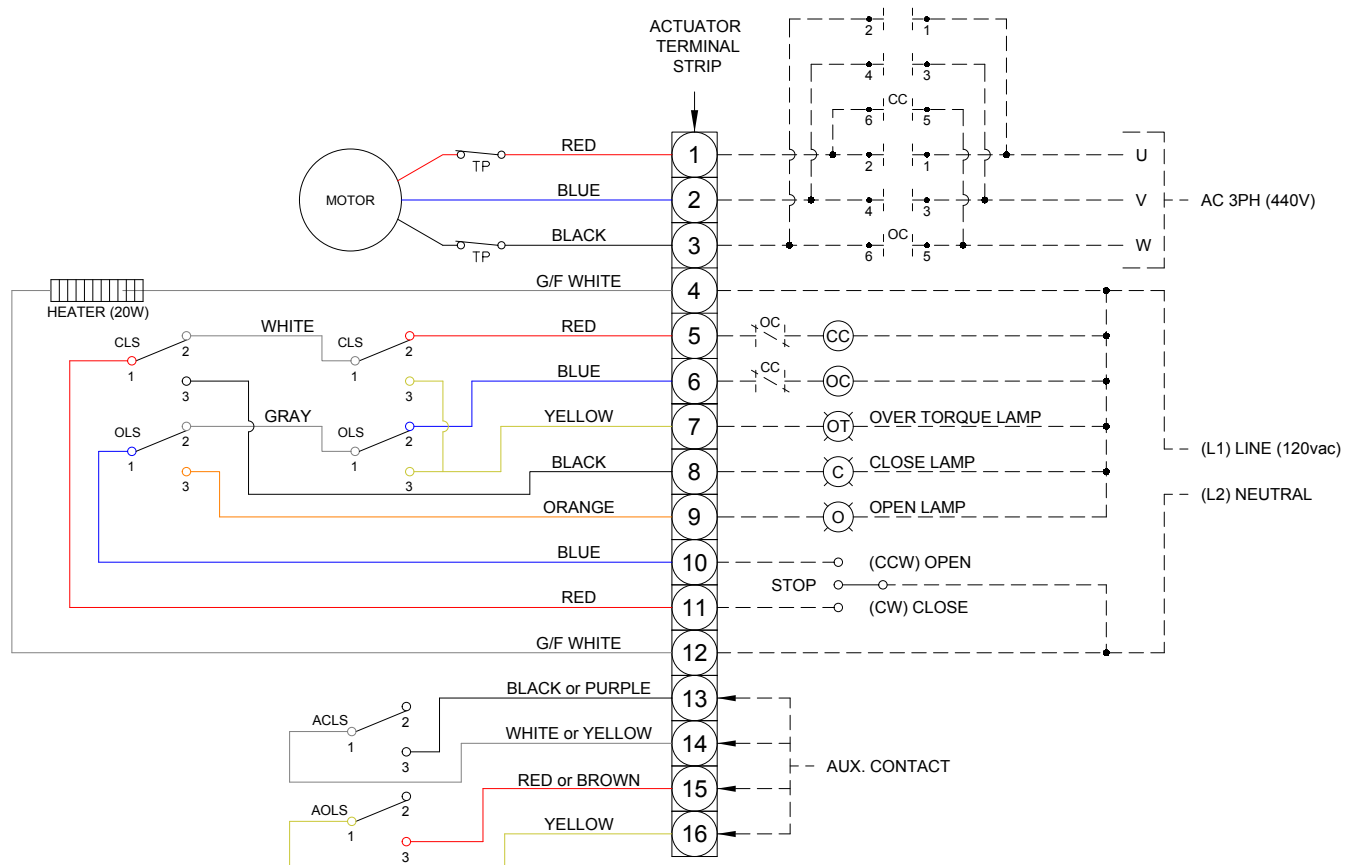 ACTUATOR
TERMINAL
STRIP
2 1
4 3
CC
6 5
RED
TP
1
2 1
U
MOTOR
BLUE
2
4 3
V
AC 3PH (440V)
BLACK
TP
3
OC
6 5
W
G/F WHITE
4
HEATER (20W)
CLS
1
2
3
WHITE
CLS
1
2
3
RED
5
OC
CC
BLUE
6
CC
OC
OLS
1
2
3
GRAY
OLS
1
2
3
YELLOW
7
OT
OVER TORQUE LAMP
BLACK
8
C
CLOSE LAMP
(L1) LINE (120vac)
ORANGE
9
O
OPEN LAMP
(L2) NEUTRAL
BLUE
10
(CCW) OPEN
STOP
RED
11
(CW) CLOSE
G/F WHITE
12
BLACK or PURPLE
13
ACLS
1
2
3
WHITE or YELLOW
14
AUX. CONTACT
RED or BROWN
15
AOLS
1
2
3
YELLOW
16